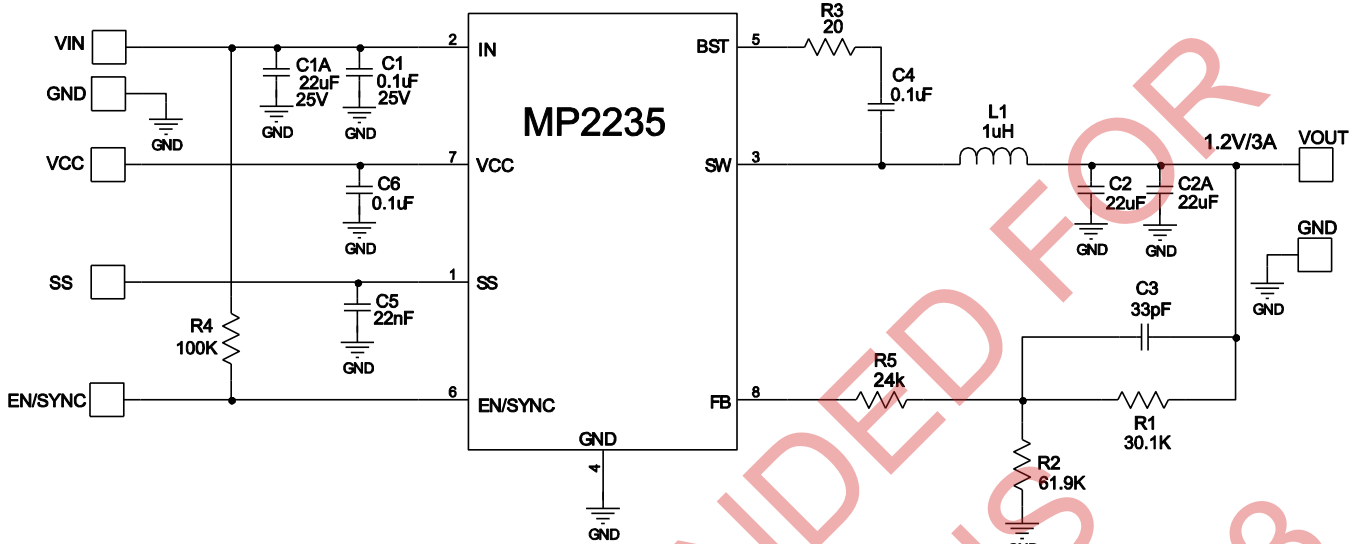 VIN
GND
GND
VCC
SS
EN/SYNC
R4
100K
C1A
22uF
25V
GND
C1
0.1uF
25V
GND
C6
0.1uF
GND
C5
22nF
GND
2
7
1
6
IN
VCC
SS
EN/SYNC
MP2235
BST
SW
FB
GND
4
GND
5
3
8
R3
20
C4
0.1uF
L1
1uH
1.2V/3A
VOUT
C2
22uF
GND
C2A
22uF
GND
GND
GND
C3
33pF
R5
24k
R1
30.1K
R2
61.9K
NDED FOR